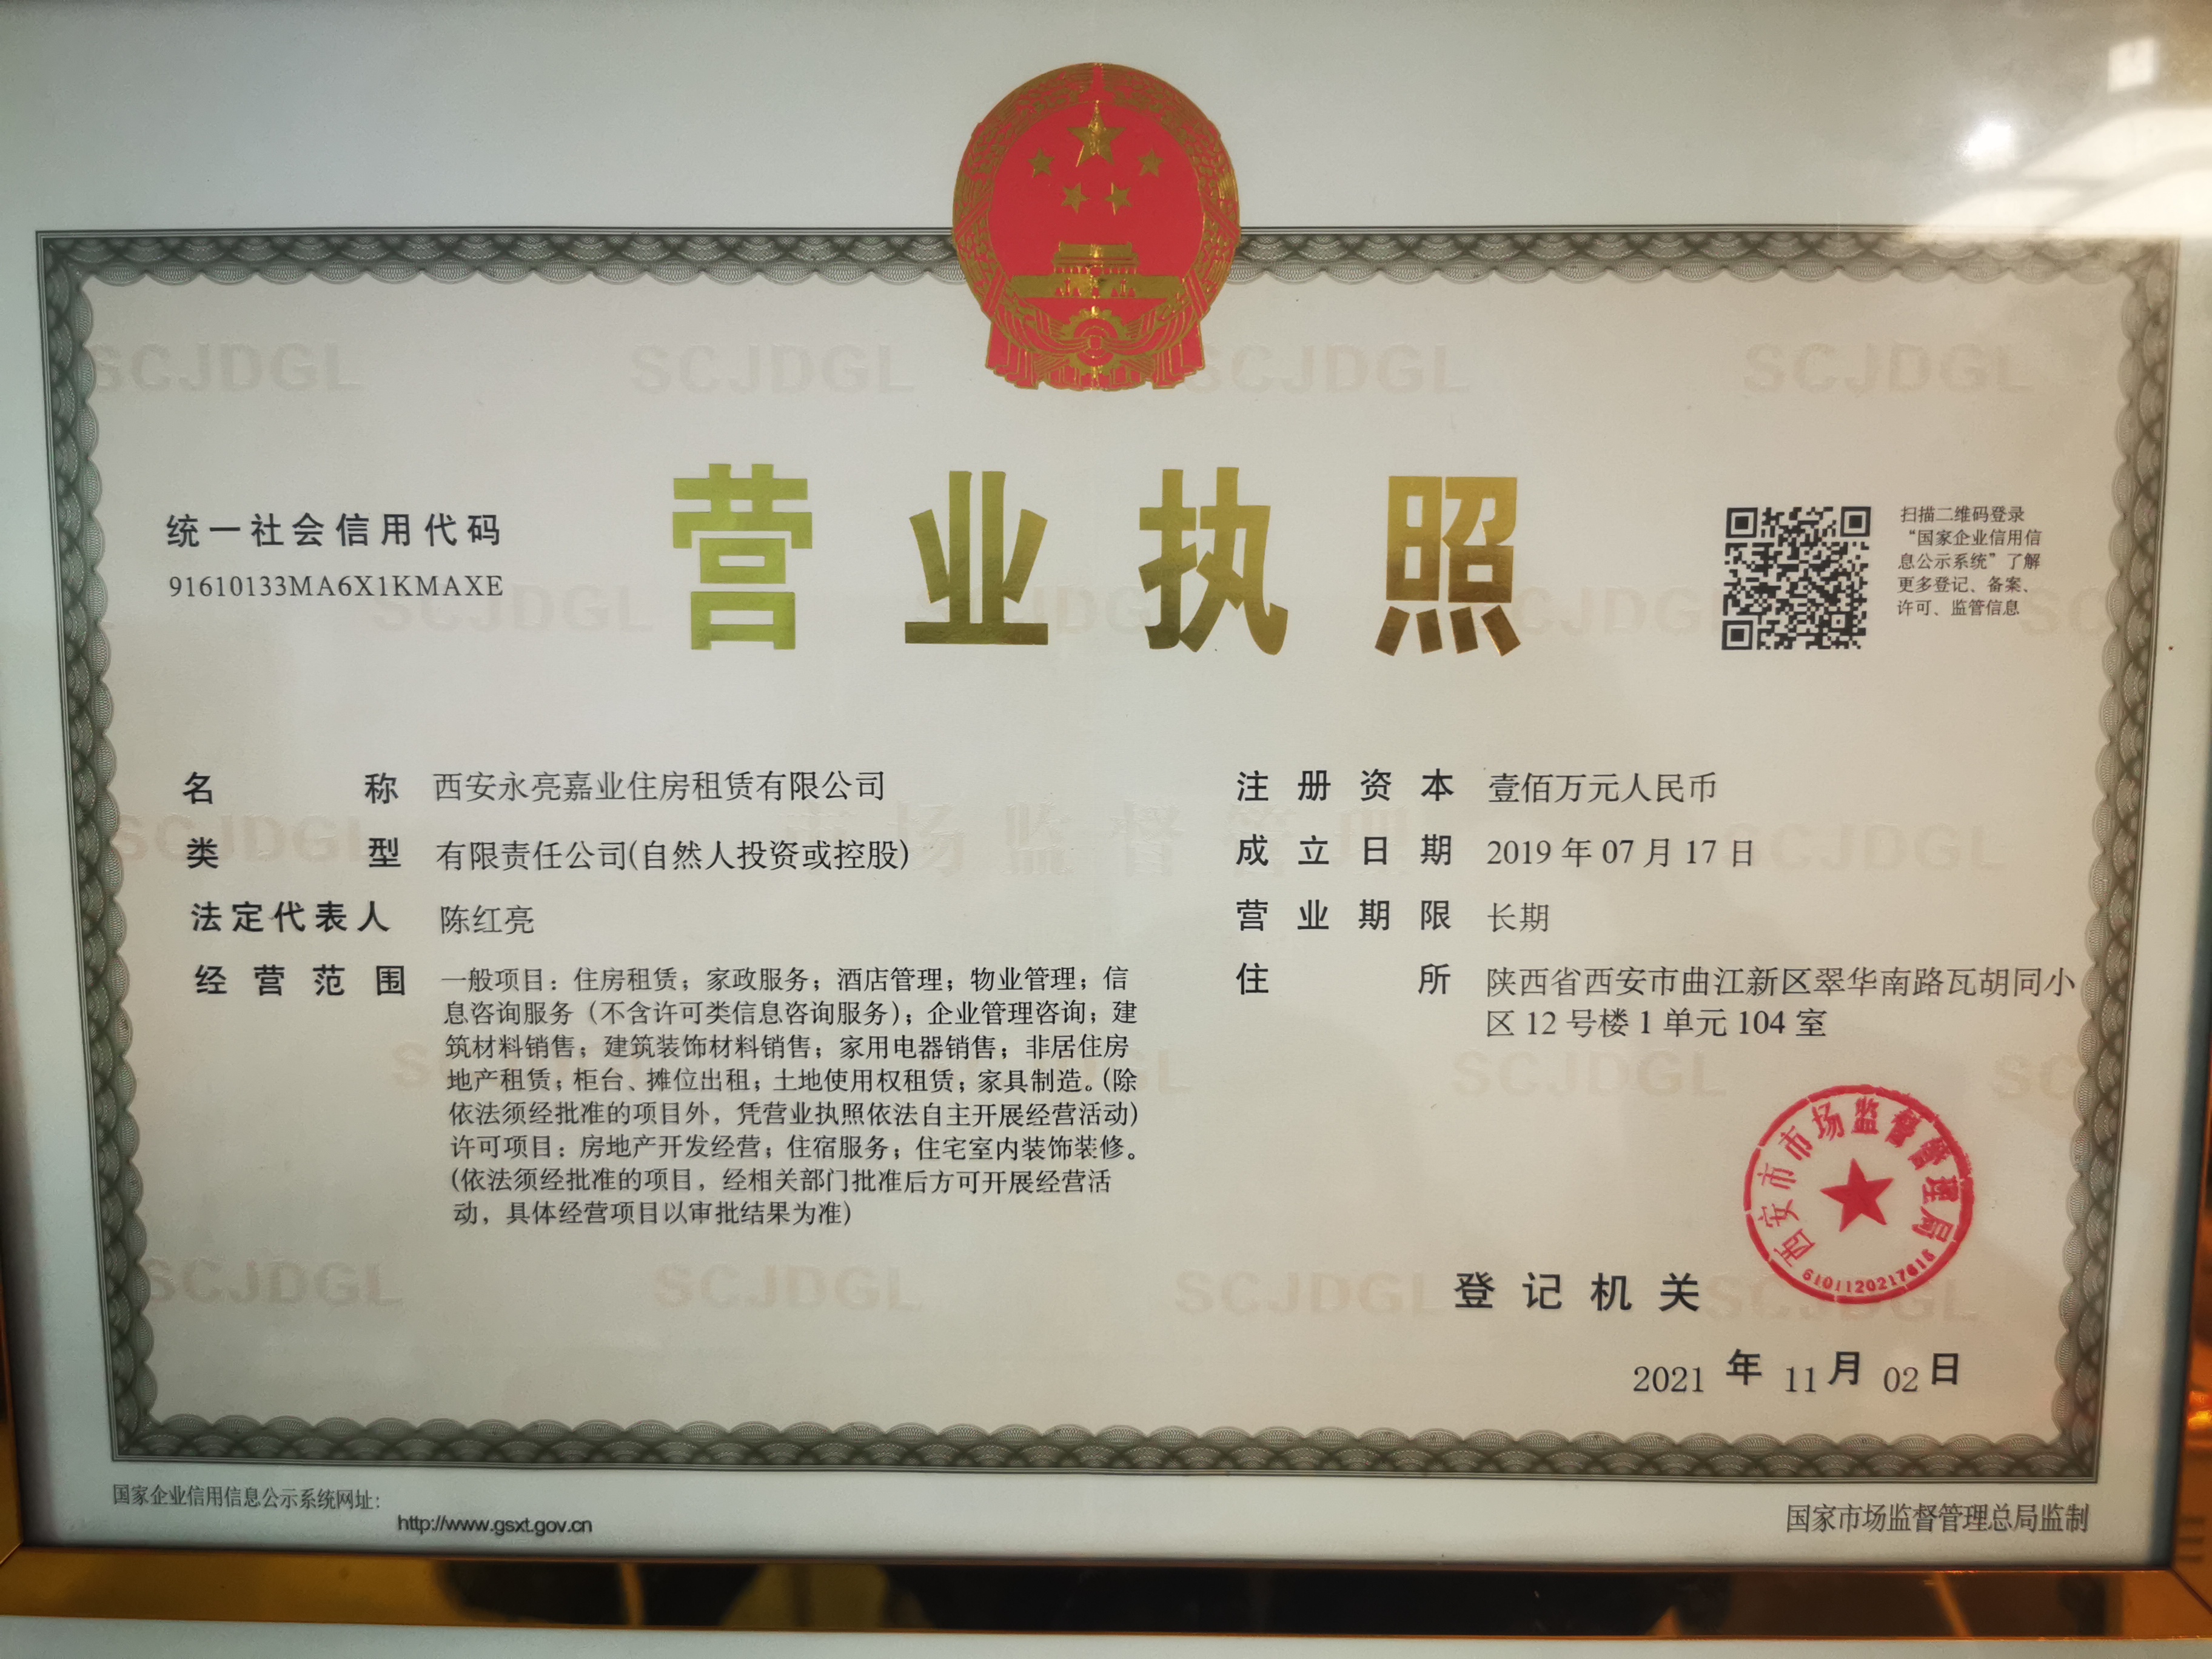 营业执照
统一社会信用代码
91610133MA6X1KMAXE
扫描二维码登录
“国家企业信用信
息公示系统”了解
更多登记、备案、
许可、监管信息
名称 西安永亮嘉业住房租赁有限公司
类型 有限责任公司(自然人投资或控股)
法定代表人 陈红亮
经营范围 一般项目：住房租赁；家政服务；酒店管理；物业管理；信
息咨询服务（不含许可类信息咨询服务）；企业管理咨询；建
筑材料销售；建筑装饰材料销售；家用电器销售；非居住房
地产租赁；柜台、摊位出租；土地使用权租赁；家具制造。(除
依法须经批准的项目外，凭营业执照依法自主开展经营活动)
许可项目：房地产开发经营；住宿服务；住宅室内装饰装修。
(依法须经批准的项目，经相关部门批准后方可开展经营活
动，具体经营项目以审批结果为准)
注册资本 壹佰万元人民币
成立日期 2019年07月17日
营业期限 长期
住所 陕西省西安市曲江新区翠华南路瓦胡同小
区12号楼1单元104室
西安市市场监督管理局
6101120217616
登记机关
2021年11月02日
国家企业信用信息公示系统网址：
http://www.gsxt.gov.cn
国家市场监督管理总局监制
SCJDGL
市场监督管理